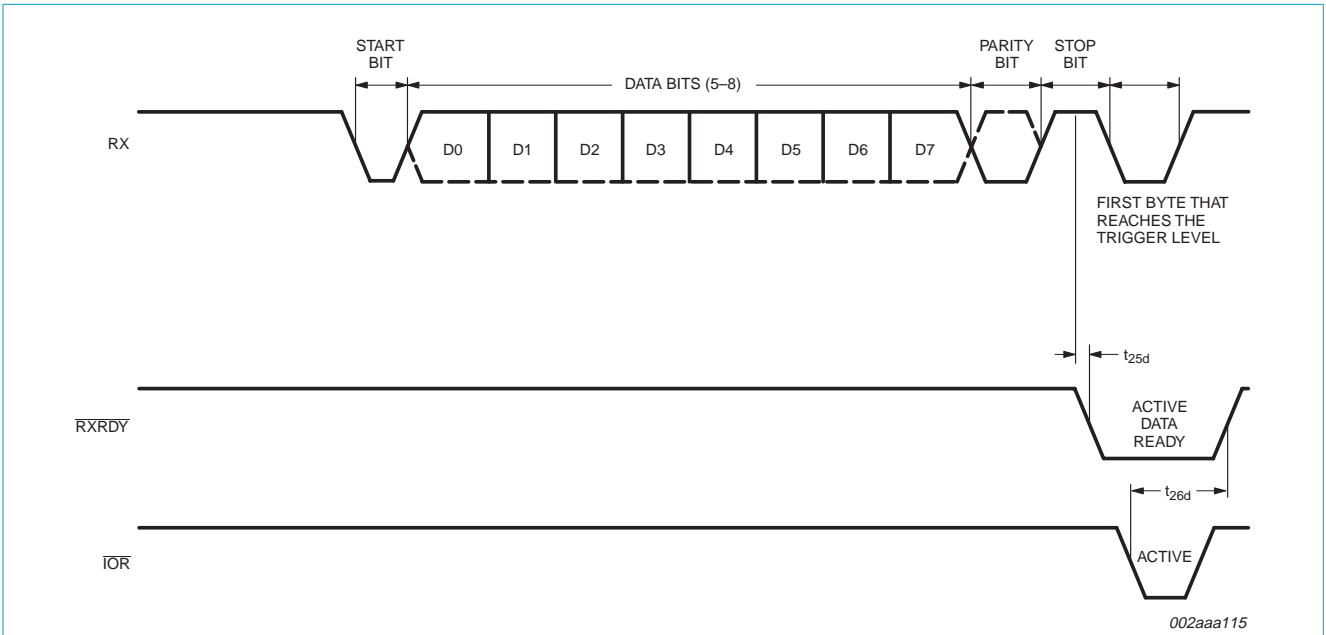 START
BIT
DATA BITS (5–8)
PARITY
BIT
STOP
BIT
RX
D0
D1
D2
D3
D4
D5
D6
D7
FIRST BYTE THAT
REACHES THE
TRIGGER LEVEL
t25d
RXRDY
ACTIVE
DATA
READY
t26d
IOR
ACTIVE
002aaa115